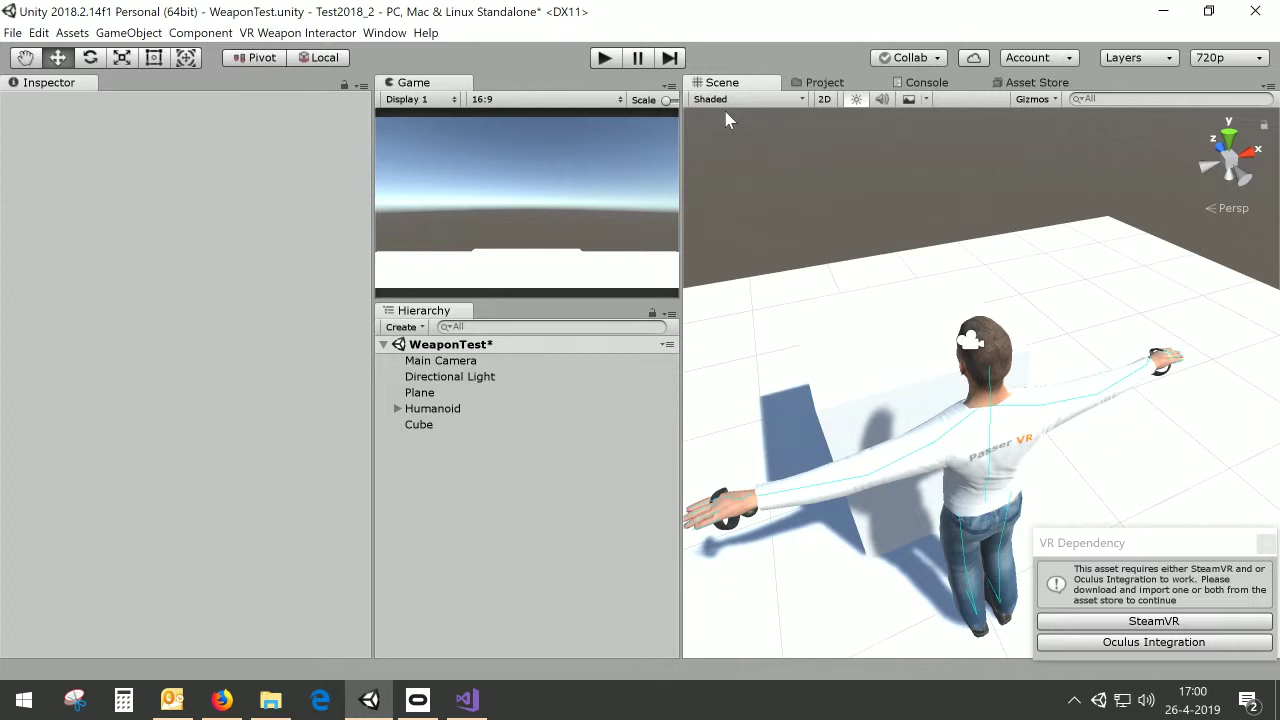 Unity 2018.2.14f1 Personal (64bit) - WeaponTest.unity - Test2018_2 - PC, Mac & Linux Standalone* <DX11>
File Edit Assets GameObject Component VR Weapon Interactor Window Help
Pivot Local Collab Account Layers 720p
Inspector Game Scene Project Console Asset Store
Display 1 16:9 Scale Shaded 2D Gizmos All
y
z x
Persp
Hierarchy
Create All
WeaponTest*
Main Camera
Directional Light
Plane
Humanoid
Cube
Passer VR
VR Dependency
This asset requires either SteamVR and or
Oculus Integration to work. Please
download and import one or both from the
asset store to continue
SteamVR
Oculus Integration
17:00
26-4-2019
2